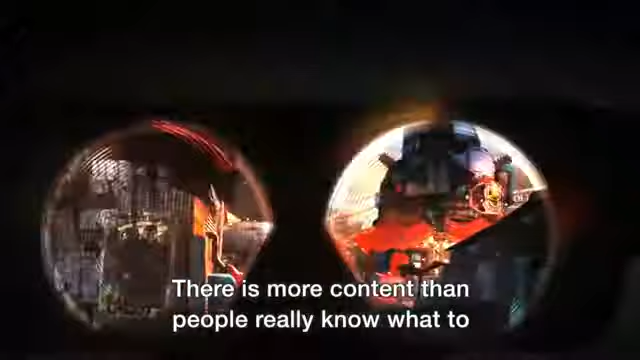 There is more content than
people really know what to